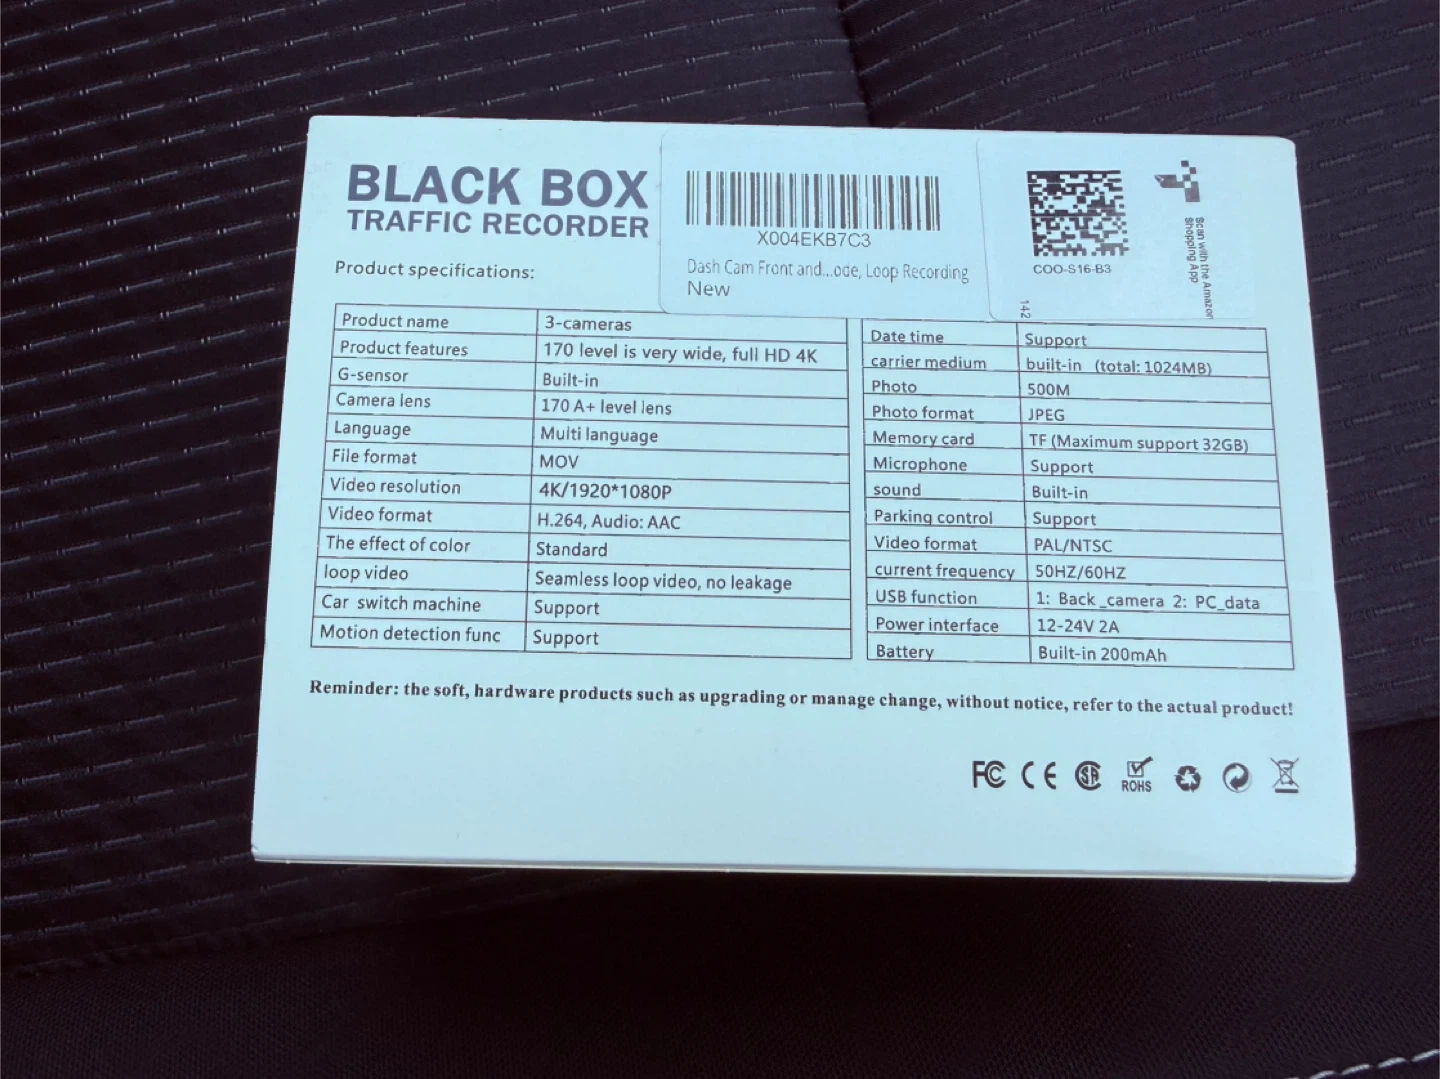 BLACK BOX
TRAFFIC RECORDER
X004EKB7C3
Dash Cam Front and...ode, Loop Recording
New
COO-S16-B3
142
Scan with the Amazon
Shopping App
Product specifications:
Product name 3-cameras
Product features 170 level is very wide, full HD 4K
G-sensor Built-in
Camera lens 170 A+ level lens
Language Multi language
File format MOV
Video resolution 4K/1920*1080P
Video format H.264, Audio: AAC
The effect of color Standard
loop video Seamless loop video, no leakage
Car switch machine Support
Motion detection func Support
Date time Support
carrier medium built-in (total: 1024MB)
Photo 500M
Photo format JPEG
Memory card TF (Maximum support 32GB)
Microphone Support
sound Built-in
Parking control Support
Video format PAL/NTSC
current frequency 50HZ/60HZ
USB function 1: Back_camera 2: PC_data
Power interface 12-24V 2A
Battery Built-in 200mAh
Reminder: the soft, hardware products such as upgrading or manage change, without notice, refer to the actual product!
FC CE ROHS